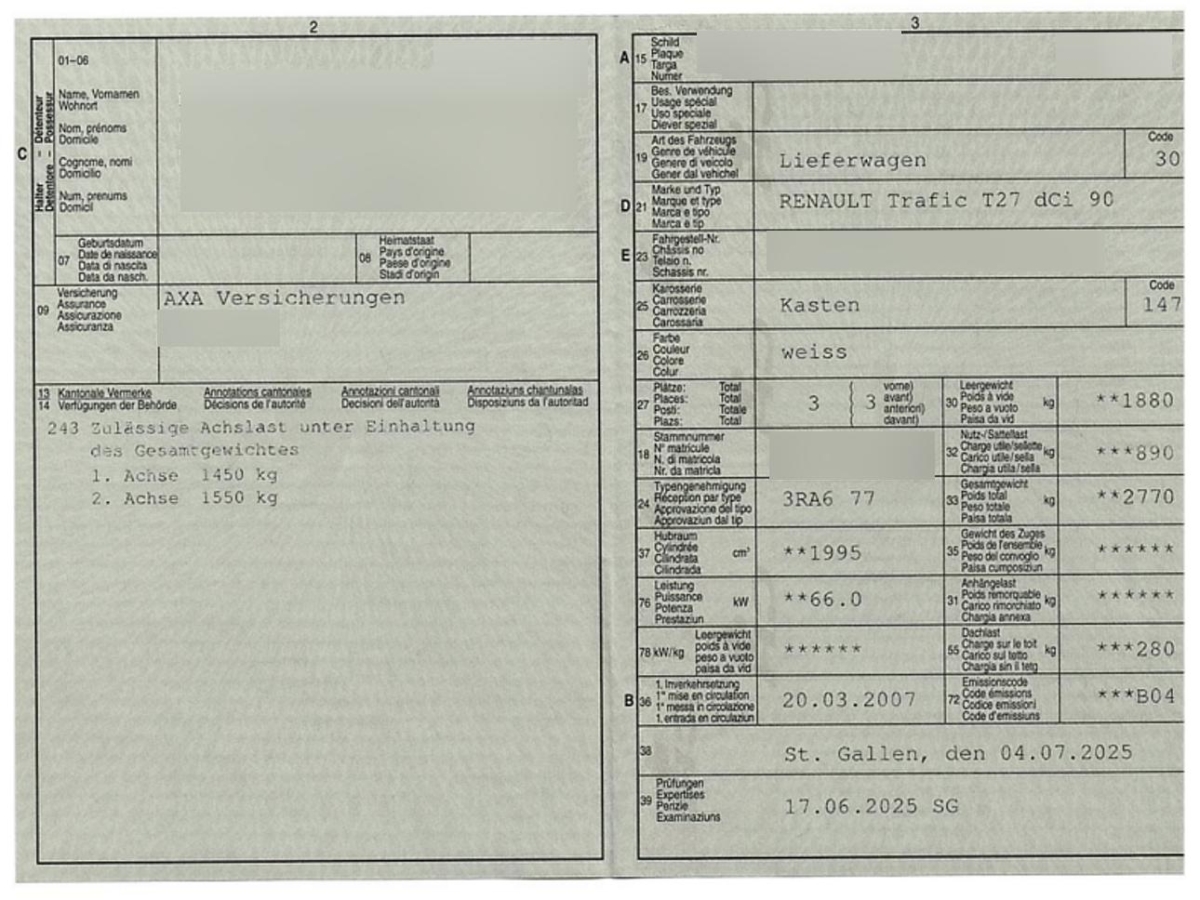 2
01–06
Name, Vornamen
Wohnort
Nom, prénoms
Domicile
Cognome, nomi
Domicilio
Num, prenums
Domicil
C
Halter – Détenteur
Detentore – Possessur
07
Geburtsdatum
Date de naissance
Data di nascita
Data da nasch.
08
Heimatstaat
Pays d'origine
Paese d'origine
Stadi d'origin
09
Versicherung
Assurance
Assicurazione
Assicuranza
AXA Versicherungen
13 Kantonale Vermerke Annotations cantonales Annotazioni cantonali Annotaziuns chantunalas
14 Verfügungen der Behörde Décisions de l'autorité Decisioni dell'autorità Disposiziuns da l'autoritad
243 Zulässige Achslast unter Einhaltung
des Gesamtgewichtes
1. Achse 1450 kg
2. Achse 1550 kg
3
A 15
Schild
Plaque
Targa
Numer
17
Bes. Verwendung
Usage spécial
Uso speciale
Diever spezial
19
Art des Fahrzeugs
Genre de véhicule
Genere di veicolo
Gener dal vehichel
Lieferwagen
Code
30
D 21
Marke und Typ
Marque et type
Marca e tipo
Marca e tip
RENAULT Trafic T27 dCi 90
E 23
Fahrgestell-Nr.
Châssis no
Telaio n.
Schassis nr.
25
Karosserie
Carrosserie
Carrozzeria
Carossaria
Kasten
Code
147
26
Farbe
Couleur
Colore
Colur
weiss
27
Plätze: Total
Places: Total
Posti: Totale
Plazs: Total
3 ( 3 vorne)
avant)
anteriori)
davant)
30
Leergewicht
Poids à vide
Peso a vuoto
Paisa da vid
kg
**1880
18
Stammnummer
N° matricule
N. di matricola
Nr. da matricla
32
Nutz-/Sattellast
Charge utile/sellette
Carico utile/sella
Chargia utila/sella
kg
***890
24
Typengenehmigung
Réception par type
Approvazione del tipo
Approvaziun dal tip
3RA6 77
33
Gesamtgewicht
Poids total
Peso totale
Paisa totala
kg
**2770
37
Hubraum
Cylindrée
Cilindrata
Cilindrada
cm³
**1995
35
Gewicht des Zuges
Poids de l'ensemble
Peso del convoglio
Paisa cumposiziun
kg
******
76
Leistung
Puissance
Potenza
Prestaziun
kW
**66.0
31
Anhängelast
Poids remorquable
Carico rimorchiato
Chargia annexa
kg
******
78 kW/kg
Leergewicht
poids à vide
peso a vuoto
paisa da vid
******
55
Dachlast
Charge sur le toit
Carico sul tetto
Chargia sin il tetg
kg
***280
B 36
1. Inverkehrsetzung
1re mise en circulation
1a messa in circolazione
1. entrada en circulaziun
20.03.2007
72
Emissionscode
Code émissions
Codice emissioni
Code d'emissiuns
***B04
38
St. Gallen, den 04.07.2025
39
Prüfungen
Expertises
Perizie
Examinaziuns
17.06.2025 SG